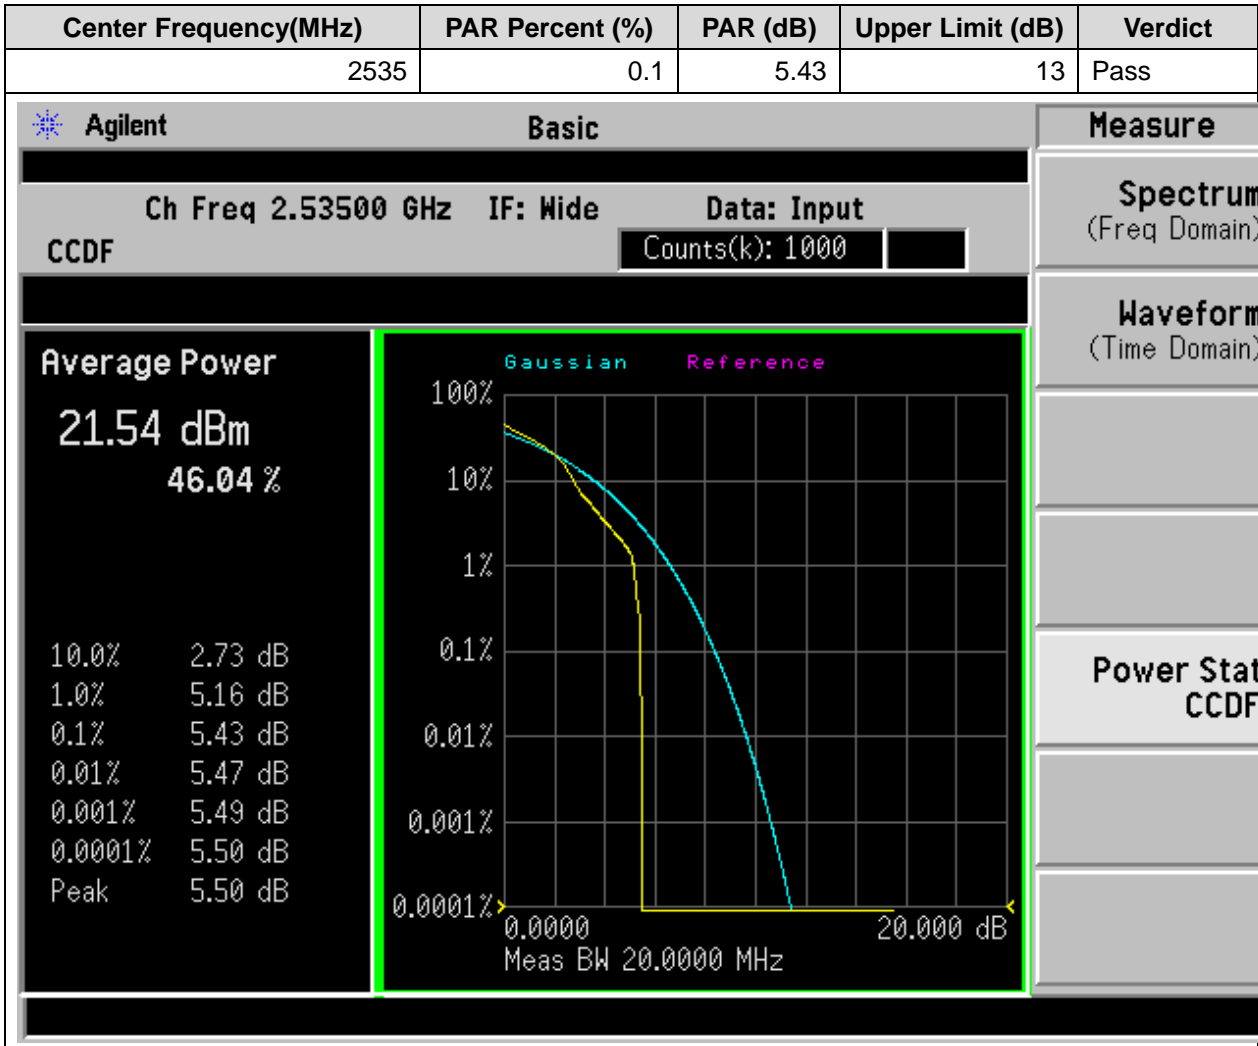 Center Frequency(MHz) PAR Percent (%) PAR (dB) Upper Limit (dB) Verdict
2535 0.1 5.43 13 Pass
Agilent Basic Measure
Ch Freq 2.53500 GHz IF: Wide Data: Input
CCDF Counts(k): 1000
Average Power
21.54 dBm
46.04 %
10.0% 2.73 dB
1.0% 5.16 dB
0.1% 5.43 dB
0.01% 5.47 dB
0.001% 5.49 dB
0.0001% 5.50 dB
Peak 5.50 dB
Gaussian Reference
100%
10%
1%
0.1%
0.01%
0.001%
0.0001%
0.0000 20.000 dB
Meas BW 20.0000 MHz
Spectrum
(Freq Domain)
Waveform
(Time Domain)
Power Stat
CCDF